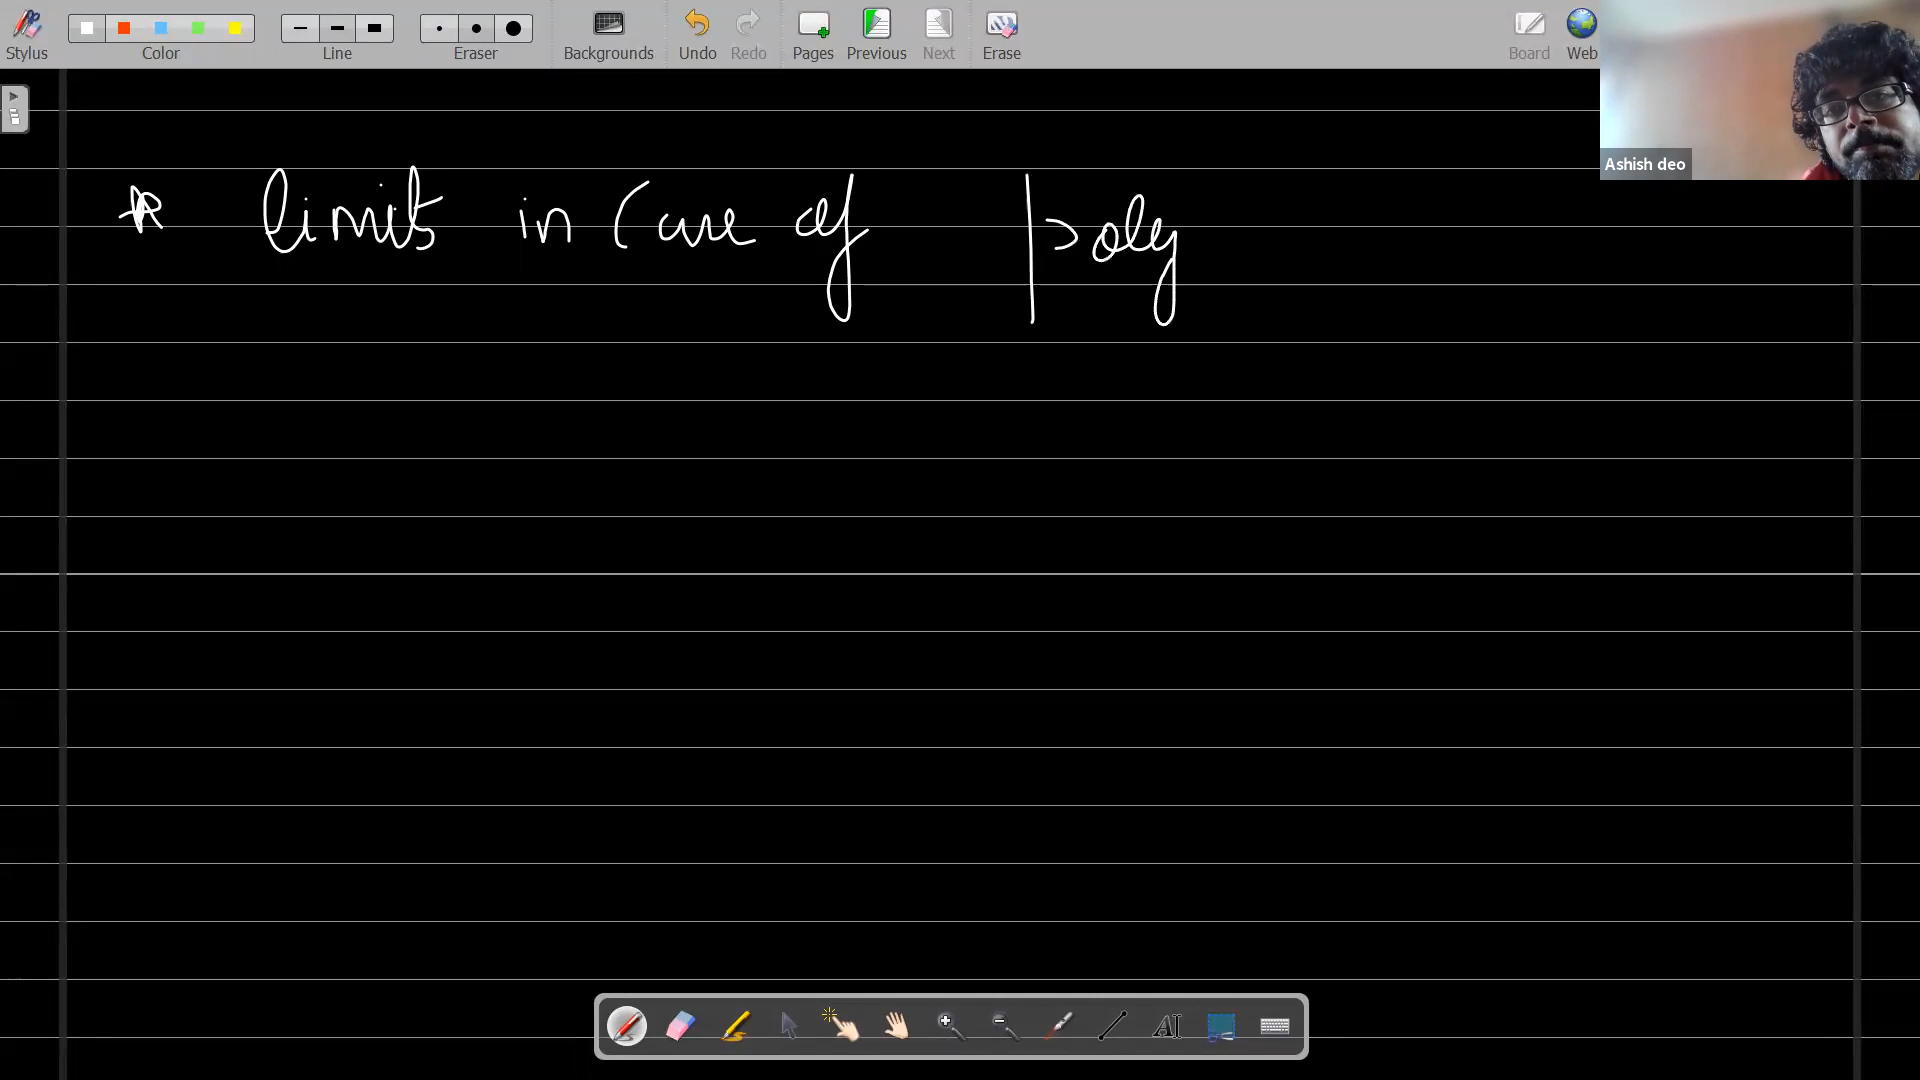 Stylus Color Line Eraser Backgrounds Undo Redo Pages Previous Next Erase Board Web
Ashish deo
* limits in Case of poly